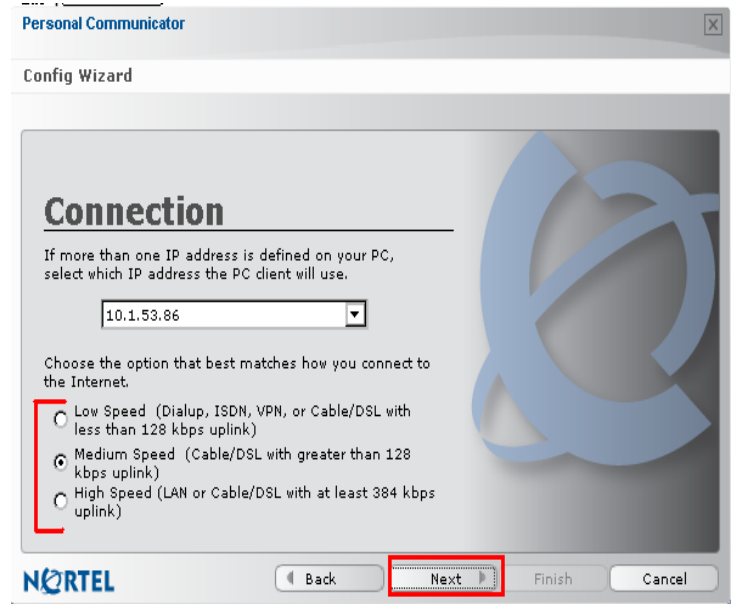 Personal Communicator
Config Wizard
Connection
If more than one IP address is defined on your PC,
select which IP address the PC client will use.
10.1.53.86
Choose the option that best matches how you connect to
the Internet.
Low Speed (Dialup, ISDN, VPN, or Cable/DSL with
less than 128 kbps uplink)
Medium Speed (Cable/DSL with greater than 128
kbps uplink)
High Speed (LAN or Cable/DSL with at least 384 kbps
uplink)
NORTEL
Back
Next
Finish
Cancel